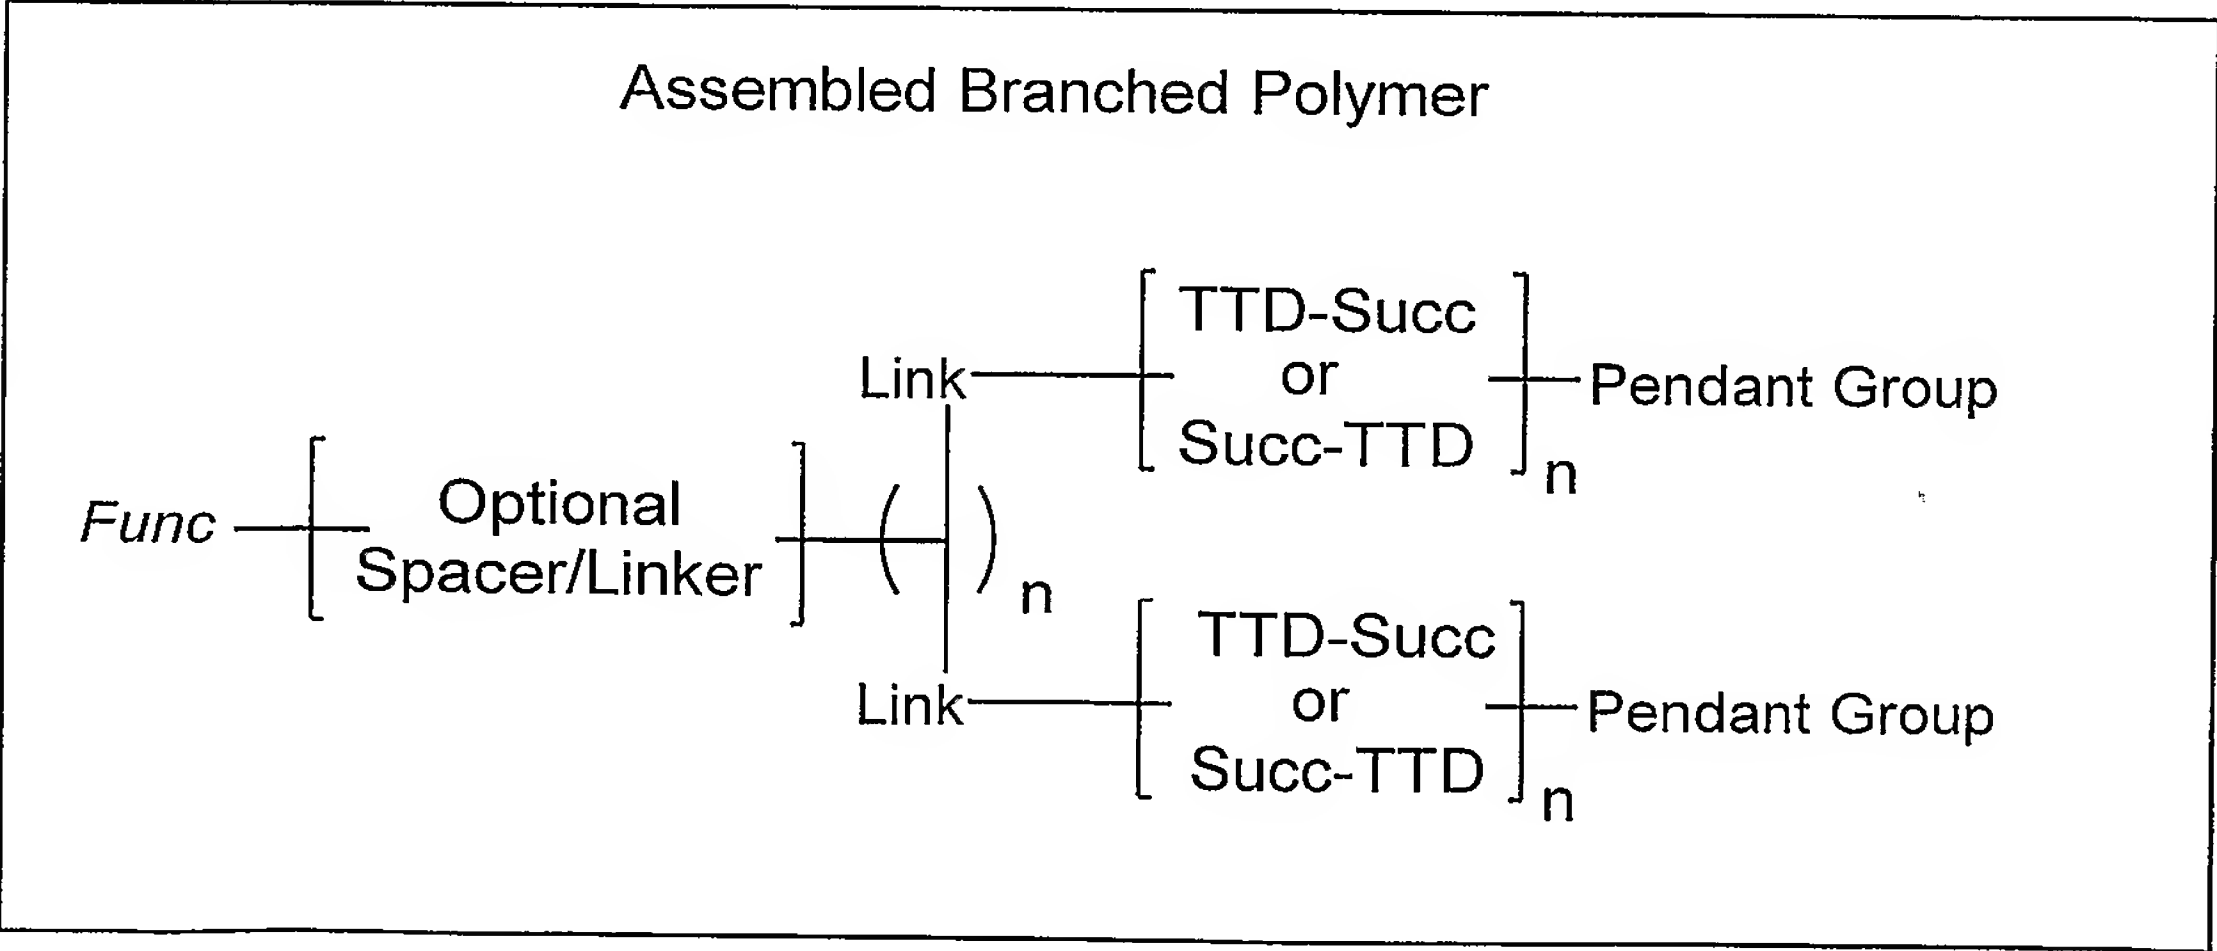 Assembled Branched Polymer
Func
Optional
Spacer/Linker
n
Link
TTD-Succ
or
Succ-TTD
n
Pendant Group
Link
TTD-Succ
or
Succ-TTD
n
Pendant Group